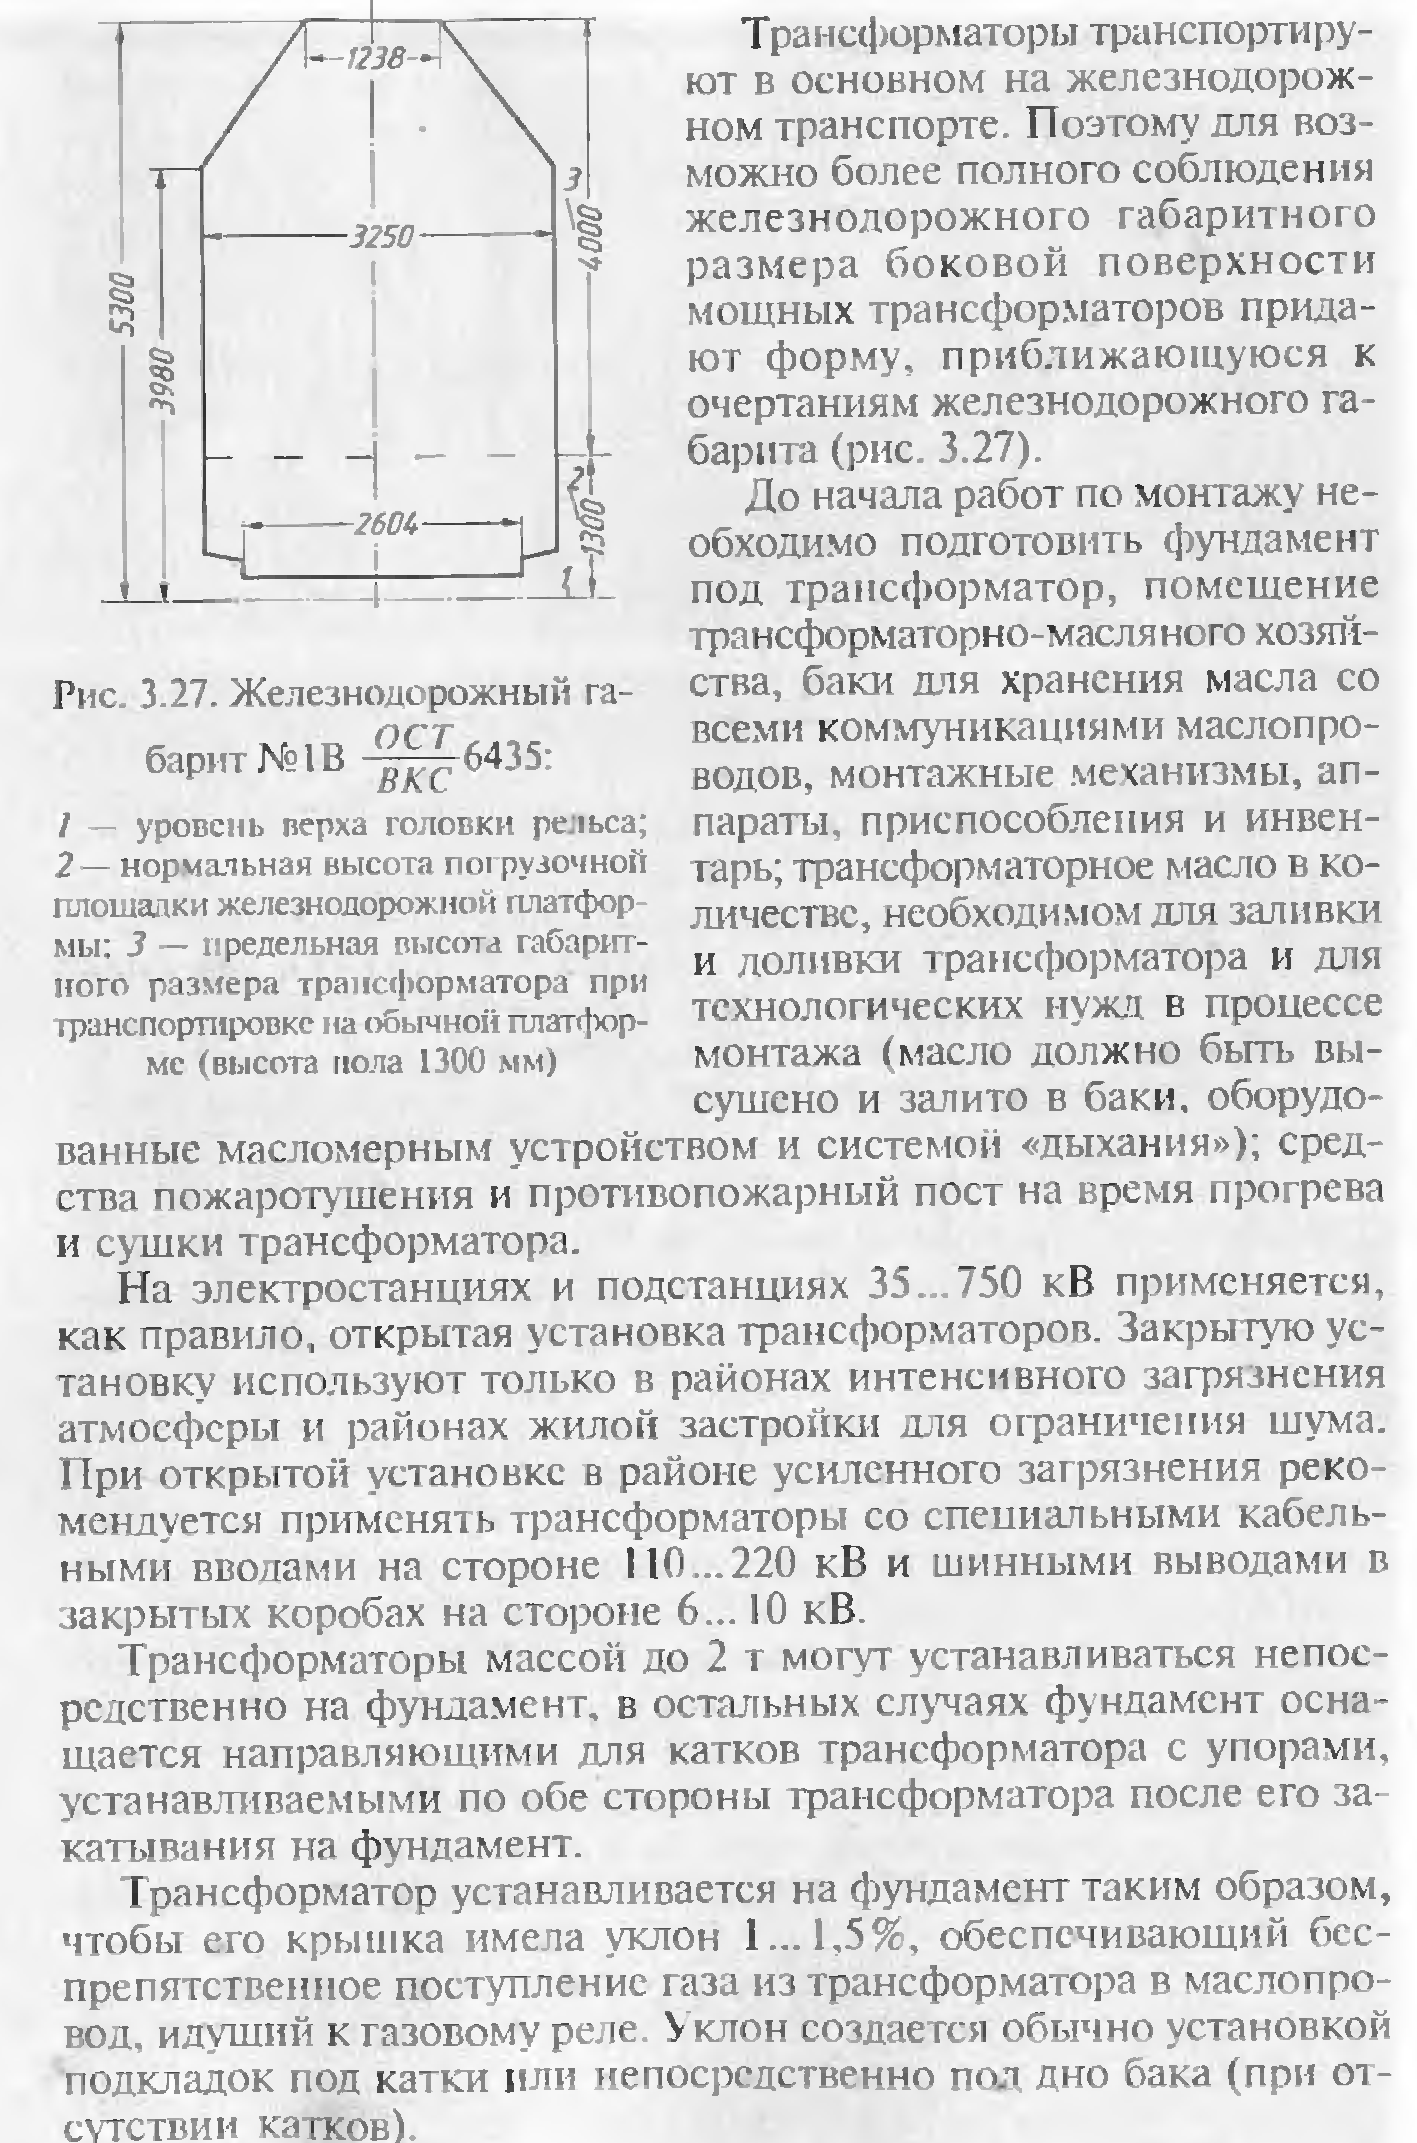 1238
3
3250
4000
5300
3980
2
2604
1300
1
Рис. 3.27. Железнодорожный га-
барит №1В ОСТ/ВКС 6435:
1 — уровень верха головки рельса;
2 — нормальная высота погрузочной
площадки железнодорожной платфор-
мы; 3 — предельная высота габарит-
ного размера трансформатора при
транспортировке на обычной платфор-
ме (высота пола 1300 мм)
Трансформаторы транспортиру-
ют в основном на железнодорож-
ном транспорте. Поэтому для воз-
можно более полного соблюдения
железнодорожного габаритного
размера боковой поверхности
мощных трансформаторов прида-
ют форму, приближающуюся к
очертаниям железнодорожного га-
барита (рис. 3.27).
До начала работ по монтажу не-
обходимо подготовить фундамент
под трансформатор, помещение
трансформаторно-масляного хозяй-
ства, баки для хранения масла со
всеми коммуникациями маслопро-
водов, монтажные механизмы, ап-
параты, приспособления и инвен-
тарь; трансформаторное масло в ко-
личестве, необходимом для заливки
и доливки трансформатора и для
технологических нужд в процессе
монтажа (масло должно быть вы-
сушено и залито в баки, оборудо-
ванные масломерным устройством и системой «дыхания»); сред-
ства пожаротушения и противопожарный пост на время прогрева
и сушки трансформатора.
На электростанциях и подстанциях 35...750 кВ применяется,
как правило, открытая установка трансформаторов. Закрытую ус-
тановку используют только в районах интенсивного загрязнения
атмосферы и районах жилой застройки для ограничения шума.
При открытой установке в районе усиленного загрязнения реко-
мендуется применять трансформаторы со специальными кабель-
ными вводами на стороне 110...220 кВ и шинными выводами в
закрытых коробах на стороне 6...10 кВ.
Трансформаторы массой до 2 т могут устанавливаться непос-
редственно на фундамент, в остальных случаях фундамент осна-
щается направляющими для катков трансформатора с упорами,
устанавливаемыми по обе стороны трансформатора после его за-
катывания на фундамент.
Трансформатор устанавливается на фундамент таким образом,
чтобы его крышка имела уклон 1...1,5%, обеспечивающий бес-
препятственное поступление газа из трансформатора в маслопро-
вод, идущий к газовому реле. Уклон создается обычно установкой
подкладок под катки или непосредственно под дно бака (при от-
сутствии катков).